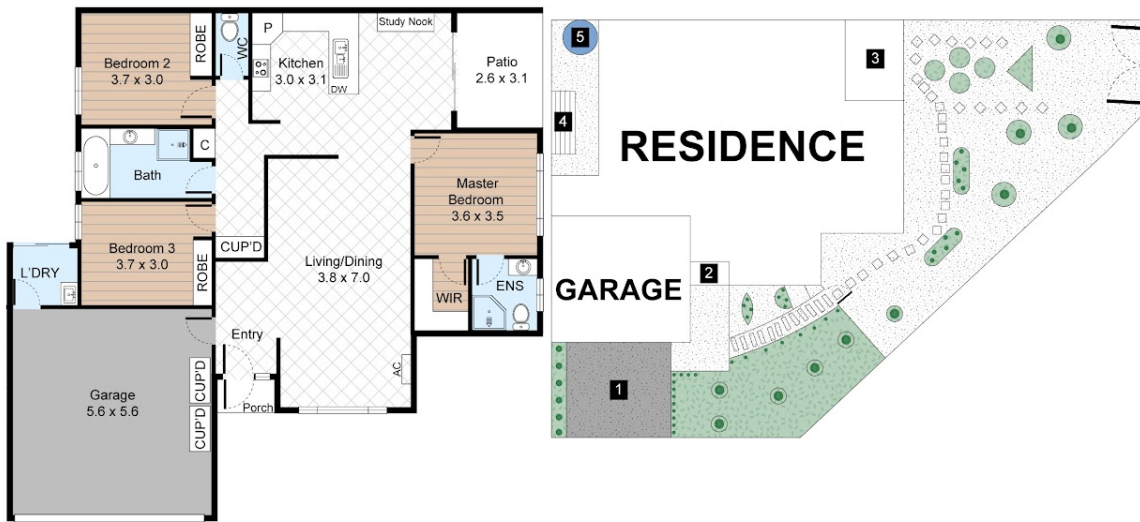 Bedroom 2
3.7 x 3.0
ROBE
WC
P
Kitchen
3.0 x 3.1
DW
Study Nook
Patio
2.6 x 3.1
Bath
C
Master
Bedroom
3.6 x 3.5
Bedroom 3
3.7 x 3.0
ROBE
CUP'D
L'DRY
Living/Dining
3.8 x 7.0
WIR
ENS
Entry
Garage
5.6 x 5.6
CUP'D
CUP'D
Porch
AC
5
3
4
RESIDENCE
2
GARAGE
1